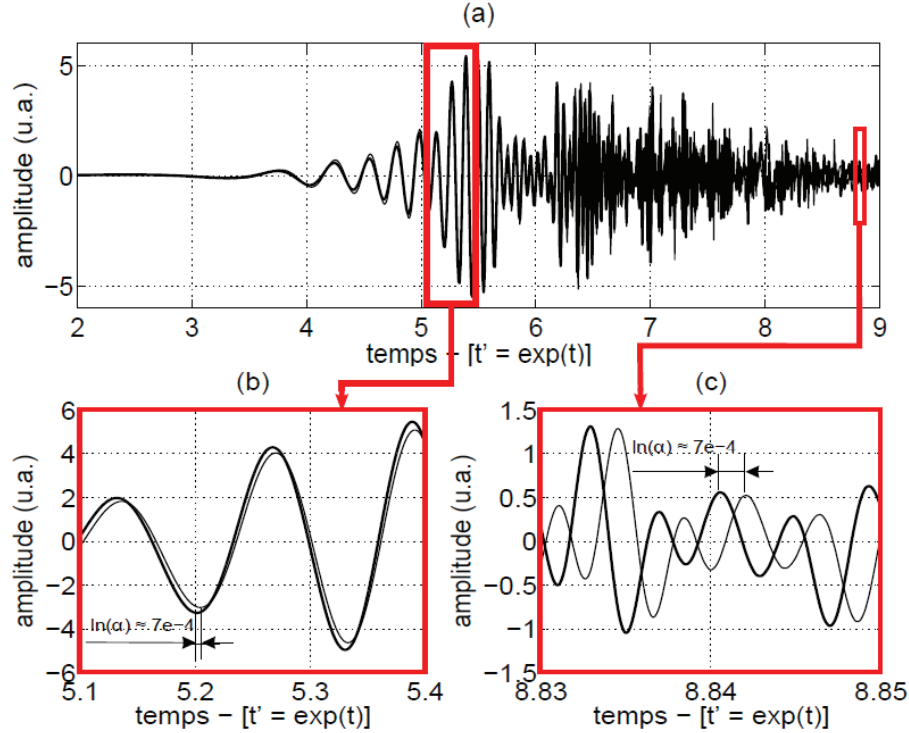 (a)
amplitude (u.a.)
5
0
−5
2 3 4 5 6 7 8 9
temps − [t' = exp(t)]
(b)
amplitude (u.a.)
6
4
2
0
−2
−4
−6
ln(α) ≈ 7e−4
5.1 5.2 5.3 5.4
temps − [t' = exp(t)]
(c)
amplitude (u.a.)
1.5
1
0.5
0
−0.5
−1
−1.5
ln(α) ≈ 7e−4
8.83 8.84 8.85
temps − [t' = exp(t)]